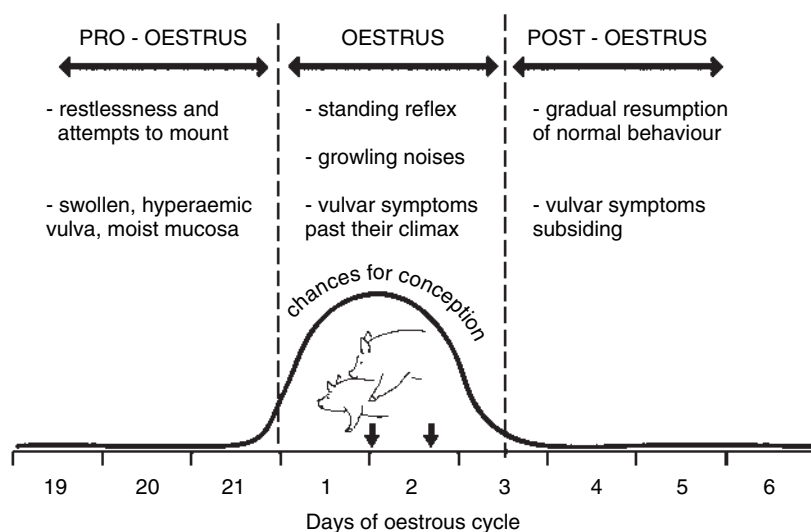 PRO - OESTRUS
OESTRUS
POST - OESTRUS
- restlessness and
attempts to mount
- swollen, hyperaemic
vulva, moist mucosa
- standing reflex
- growling noises
- vulvar symptoms
past their climax
- gradual resumption
of normal behaviour
- vulvar symptoms
subsiding
chances for conception
19 20 21 1 2 3 4 5 6
Days of oestrous cycle